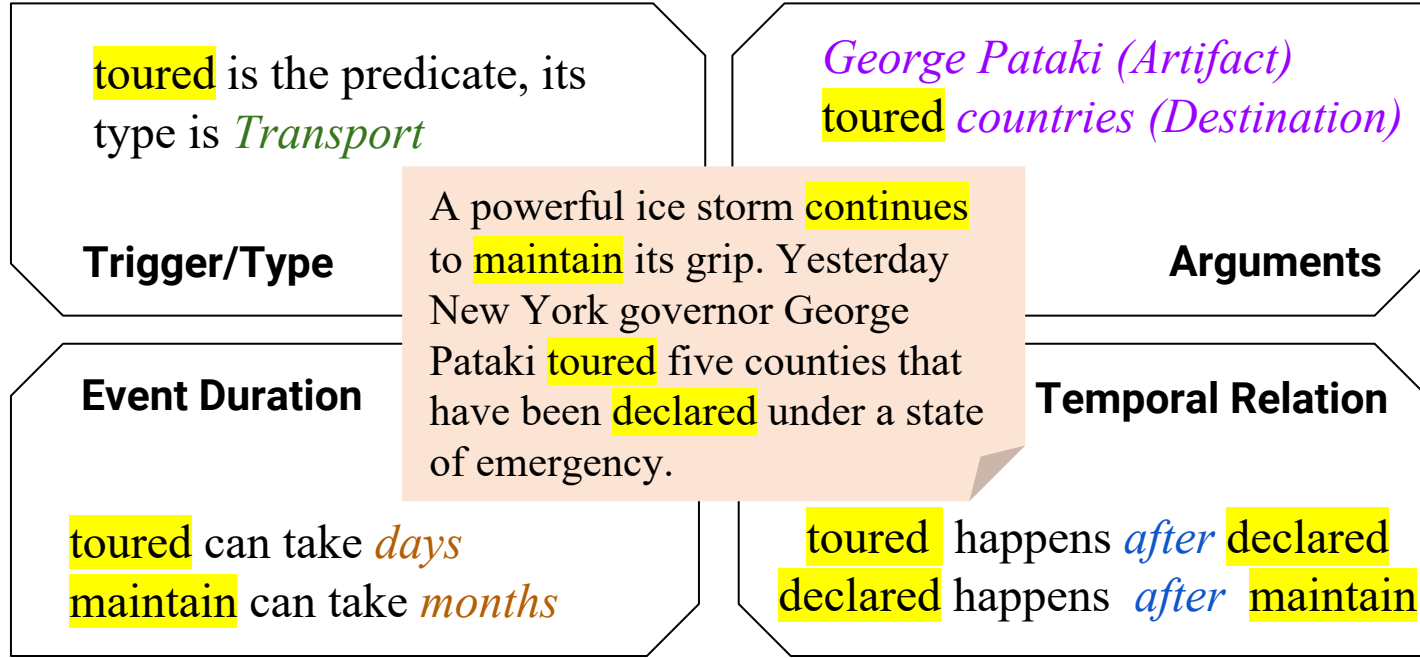 toured is the predicate, its
type is Transport
Trigger/Type
George Pataki (Artifact)
toured countries (Destination)
Arguments
A powerful ice storm continues
to maintain its grip. Yesterday
New York governor George
Pataki toured five counties that
have been declared under a state
of emergency.
Event Duration
toured can take days
maintain can take months
Temporal Relation
toured happens after declared
declared happens after maintain